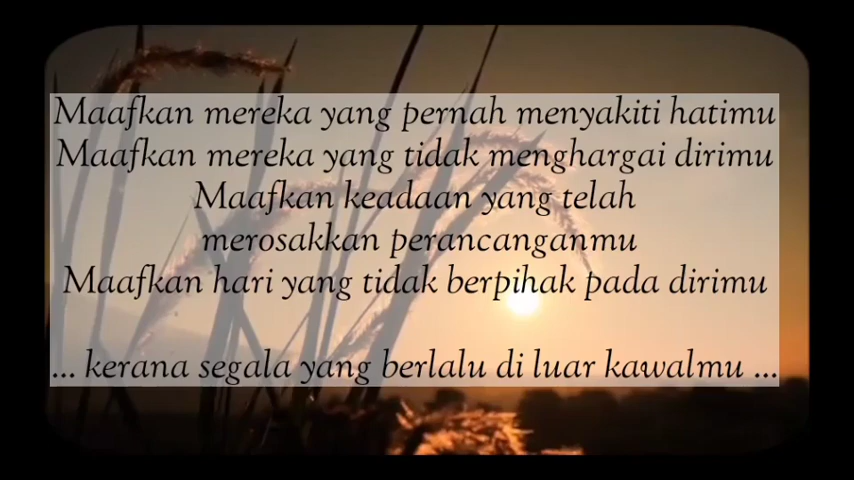 Maafkan mereka yang pernah menyakiti hatimu
Maafkan mereka yang tidak menghargai dirimu
Maafkan keadaan yang telah
merosakkan perancanganmu
Maafkan hari yang tidak berpihak pada dirimu
... kerana segala yang berlalu di luar kawalmu ...